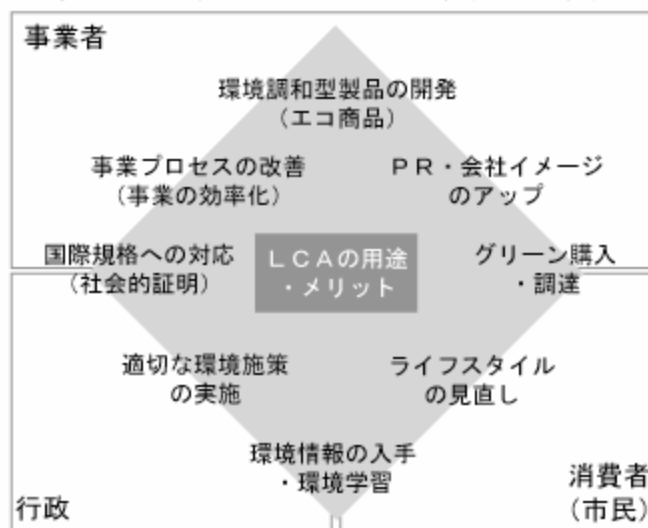 事業者
環境調和型製品の開発
（エコ商品）
事業プロセスの改善
（事業の効率化）
ＰＲ・会社イメージ
のアップ
国際規格への対応
（社会的証明）
ＬＣＡの用途
・メリット
グリーン購入
・調達
適切な環境施策
の実施
ライフスタイル
の見直し
環境情報の入手
・環境学習
行政
消費者
（市民）